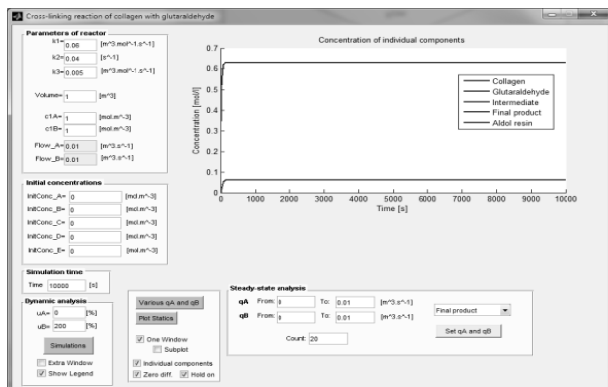 Cross-linking reaction of collagen with glutaraldehyde
Parameters of reactor
k1= 0.06 [m^3.mol^-1.s^-1]
k2= 0.04 [s^-1]
k3= 0.005 [m^3.mol^-1.s^-1]
Volume= 1 [m^3]
c1A= 1 [mol.m^-3]
c1B= 1 [mol.m^-3]
Flow_A= 0.01 [m^3.s^-1]
Flow_B= 0.01 [m^3.s^-1]
Concentration of individual components
Concentration [mol/l]
0.7
0.6
0.5
0.4
0.3
0.2
0.1
0
0 1000 2000 3000 4000 5000 6000 7000 8000 9000 10000
Time [s]
Collagen
Glutaraldehyde
Intermediate
Final product
Aldol resin
Initial concentrations
InitConc_A= 0 [mol.m^-3]
InitConc_B= 0 [mol.m^-3]
InitConc_C= 0 [mol.m^-3]
InitConc_D= 0 [mol.m^-3]
InitConc_E= 0 [mol.m^-3]
Simulation time
Time 10000 [s]
Dynamic analysis
uA= 0 [%]
uB= 200 [%]
Simulations
Extra Window
Show Legend
Various qA and qB
Plot Statics
One Window
Subplot
Individual components
Zero diff. Hold on
Steady-state analysis
qA From: 0 To: 0.01 [m^3.s^-1]
qB From: 0 To: 0.01 [m^3.s^-1]
Count: 20
Final product
Set qA and qB